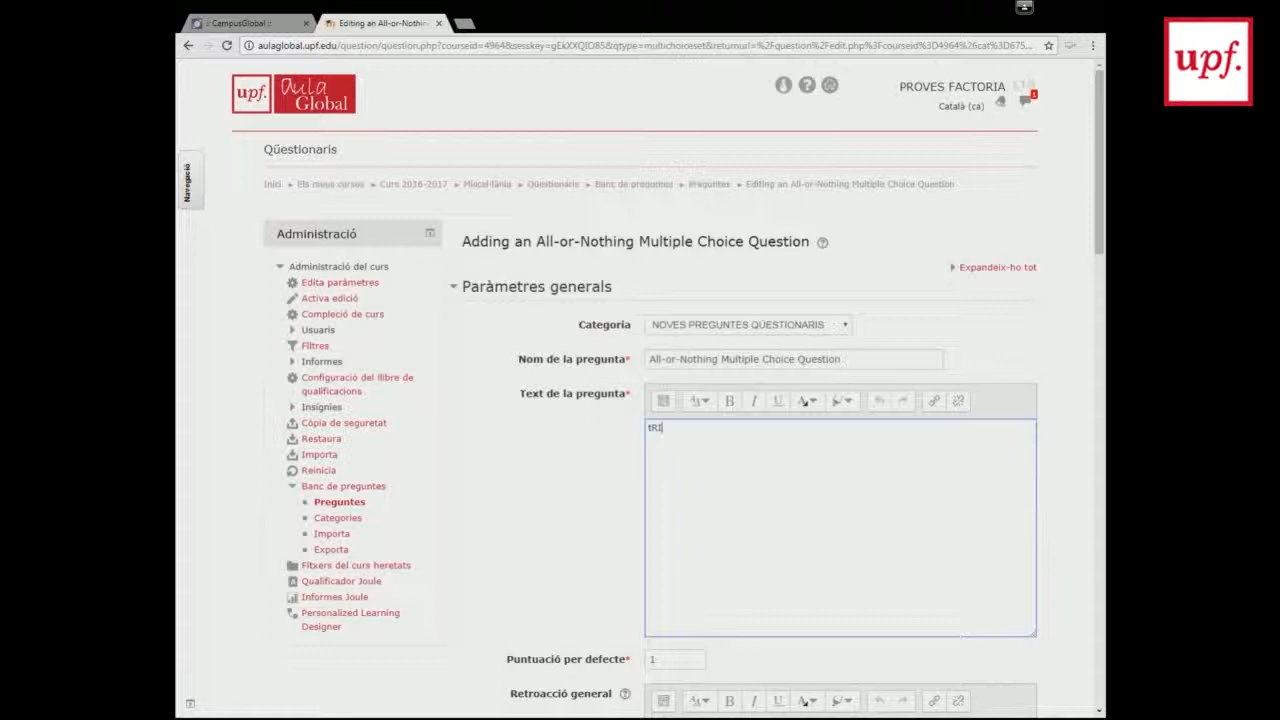 :: CampusGlobal ::
Editing an All-or-Nothin
aulaglobal.upf.edu/question/question.php?courseid=4964&sesskey=gEkXXQIO85&qtype=multichoiceset&returnurl=%2Fquestion%2Fedit.php%3Fcourseid%3D4964%26cat%3D675...
upf.
upf.
Aula Global
PROVES FACTORIA
Català (ca)
1
Qüestionaris
Navegació
Inici ► Els meus cursos ► Curs 2016-2017 ► Miscel·lània ► Qüestionaris ► Banc de preguntes ► Preguntes ► Editing an All-or-Nothing Multiple Choice Question
Administració
Administració del curs
Edita paràmetres
Activa edició
Compleció de curs
Usuaris
Filtres
Informes
Configuració del llibre de
qualificacions
Insígnies
Còpia de seguretat
Restaura
Importa
Reinicia
Banc de preguntes
Preguntes
Categories
Importa
Exporta
Fitxers del curs heretats
Qualificador Joule
Informes Joule
Personalized Learning
Designer
Adding an All-or-Nothing Multiple Choice Question
Expandeix-ho tot
Paràmetres generals
Categoria
NOVES PREGUNTES QÜESTIONARIS
Nom de la pregunta*
All-or-Nothing Multiple Choice Question
Text de la pregunta*
B I U
tRI
Puntuació per defecte*
1
Retroacció general
B I U